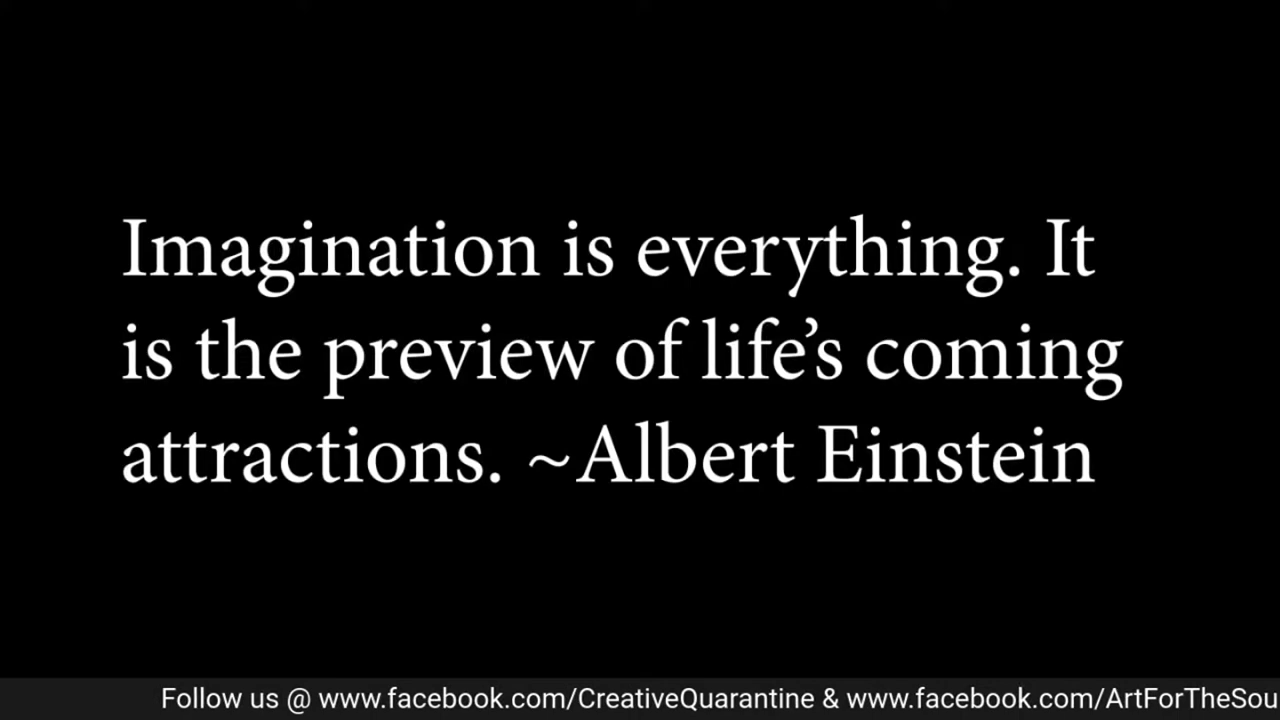 Imagination is everything. It
is the preview of life’s coming
attractions. ~Albert Einstein
Follow us @ www.facebook.com/CreativeQuarantine & www.facebook.com/ArtForTheSou